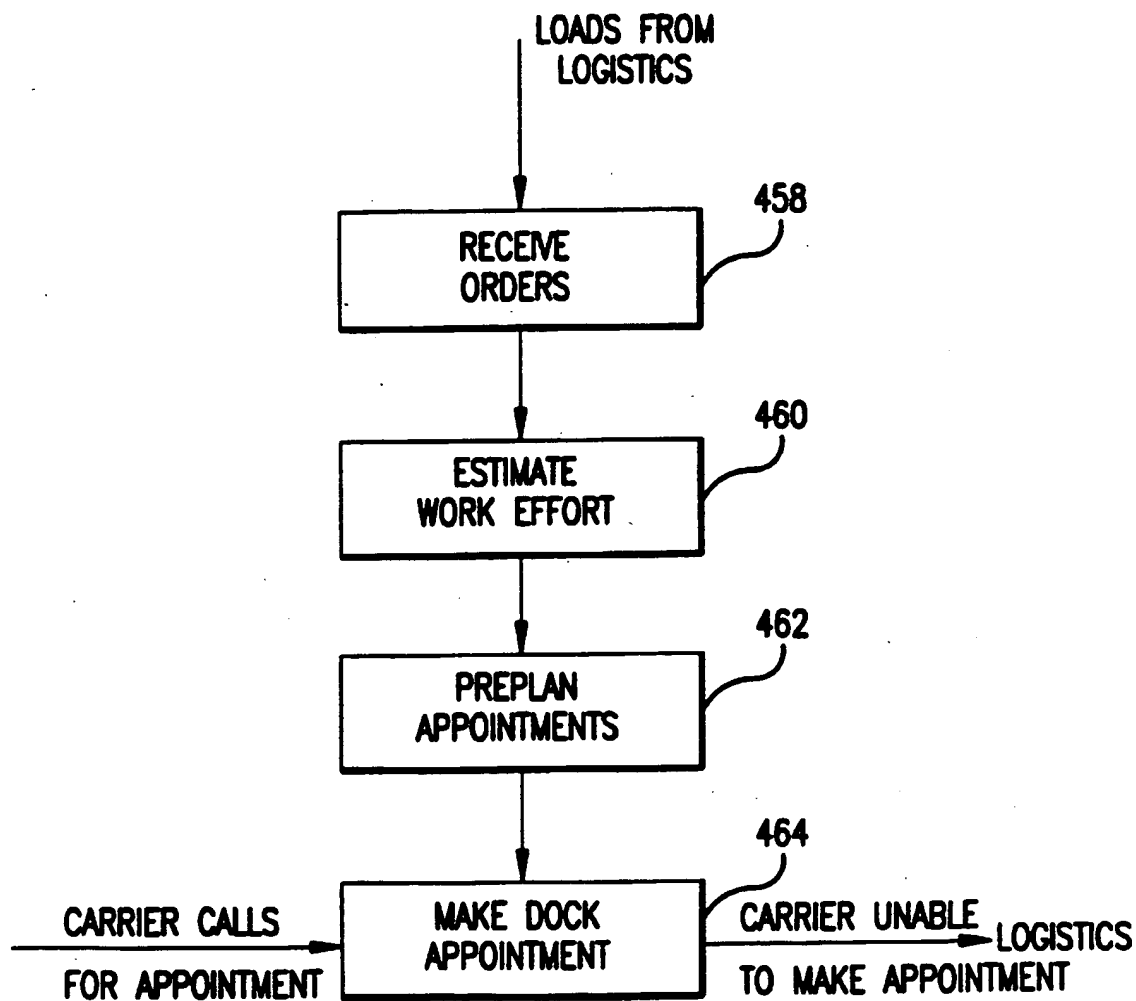 LOADS FROM
LOGISTICS
458
RECEIVE
ORDERS
460
ESTIMATE
WORK EFFORT
462
PREPLAN
APPOINTMENTS
464
CARRIER CALLS
FOR APPOINTMENT
MAKE DOCK
APPOINTMENT
CARRIER UNABLE
TO MAKE APPOINTMENT
LOGISTICS